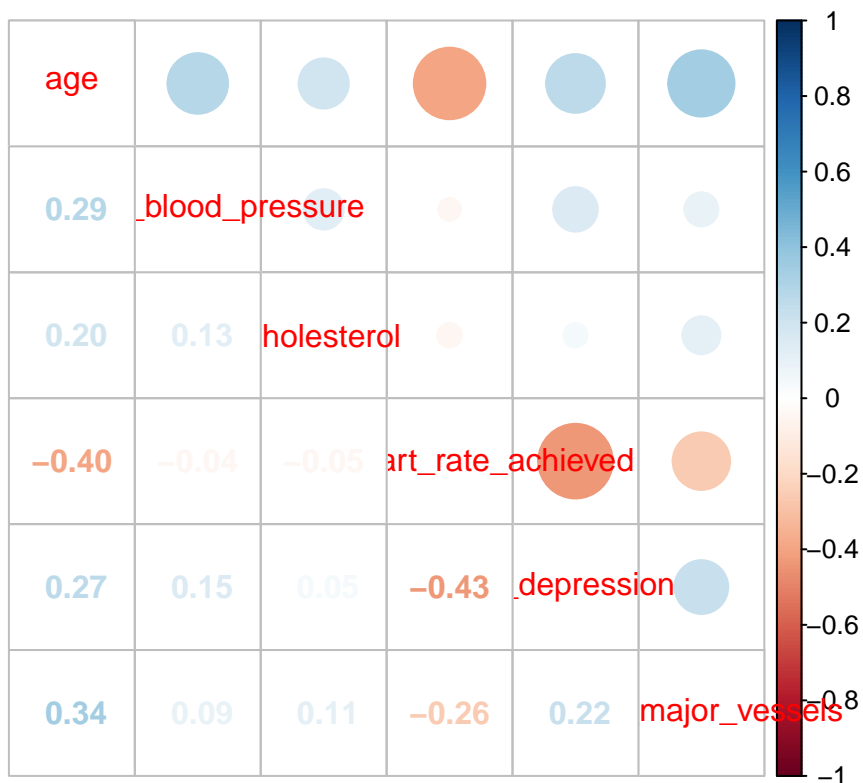 age
0.29 _blood_pressure
0.20 0.13 holesterol
−0.40 −0.04 −0.05 art_rate_achieved
0.27 0.15 0.05 −0.43 _depression
0.34 0.09 0.11 −0.26 0.22 major_vessels
1
0.8
0.6
0.4
0.2
0
−0.2
−0.4
−0.6
−0.8
−1